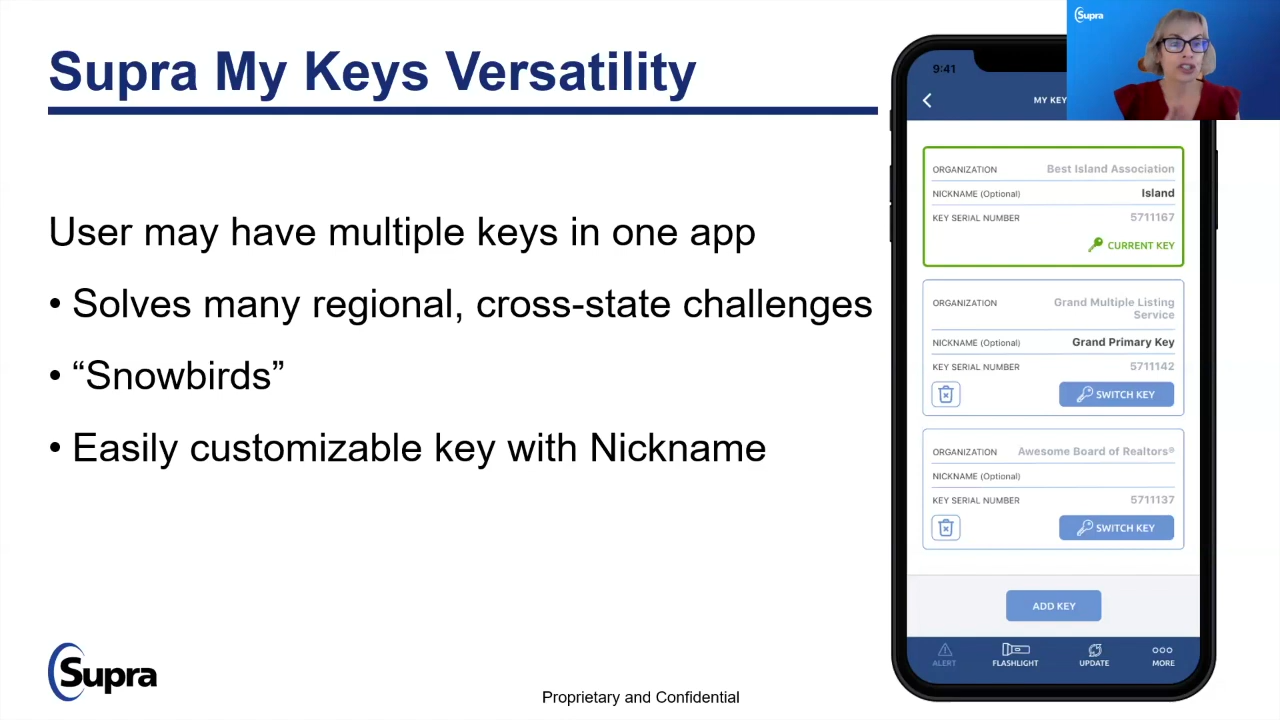 Supra My Keys Versatility
User may have multiple keys in one app
• Solves many regional, cross-state challenges
• “Snowbirds”
• Easily customizable key with Nickname
Supra
Proprietary and Confidential
Supra
9:41
MY KEY
ORGANIZATION Best Island Association
NICKNAME (Optional) Island
KEY SERIAL NUMBER 5711167
CURRENT KEY
ORGANIZATION Grand Multiple Listing
Service
NICKNAME (Optional) Grand Primary Key
KEY SERIAL NUMBER 5711142
SWITCH KEY
ORGANIZATION Awesome Board of Realtors®
NICKNAME (Optional)
KEY SERIAL NUMBER 5711137
SWITCH KEY
ADD KEY
ALERT FLASHLIGHT UPDATE MORE